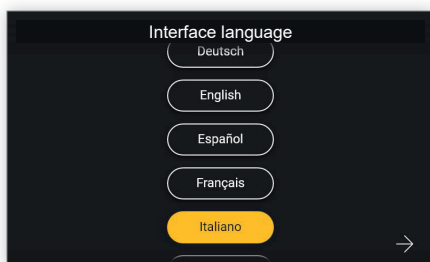 Interface language
Deutsch
English
Español
Français
Italiano